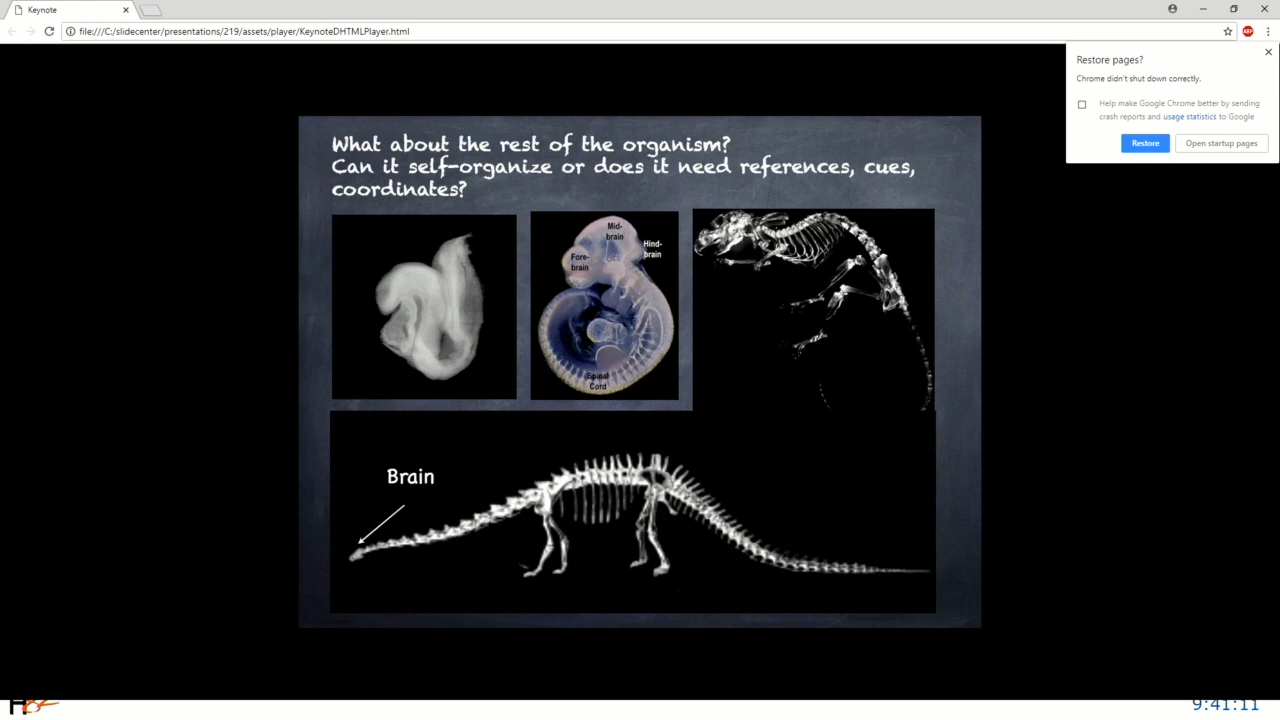 Keynote
file:///C:/slidecenter/presentations/219/assets/player/KeynoteDHTMLPlayer.html
ABP
Restore pages?
Chrome didn't shut down correctly.
Help make Google Chrome better by sending
crash reports and usage statistics to Google
Restore
Open startup pages
What about the rest of the organism?
Can it self-organize or does it need references, cues,
coordinates?
Mid-
brain
Hind-
brain
Fore-
brain
Spinal
Cord
Brain
9:41:11